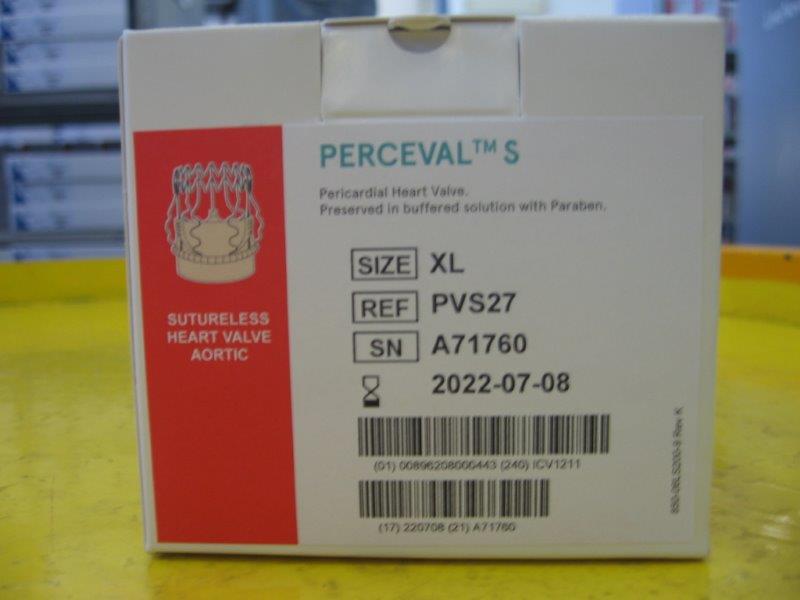 PERCEVAL™ S
Pericardial Heart Valve.
Preserved in buffered solution with Paraben.
SUTURELESS
HEART VALVE
AORTIC
SIZE XL
REF PVS27
SN A71760
2022-07-08
(01) 00896208000443 (240) ICV1211
(17) 220708 (21) A71760